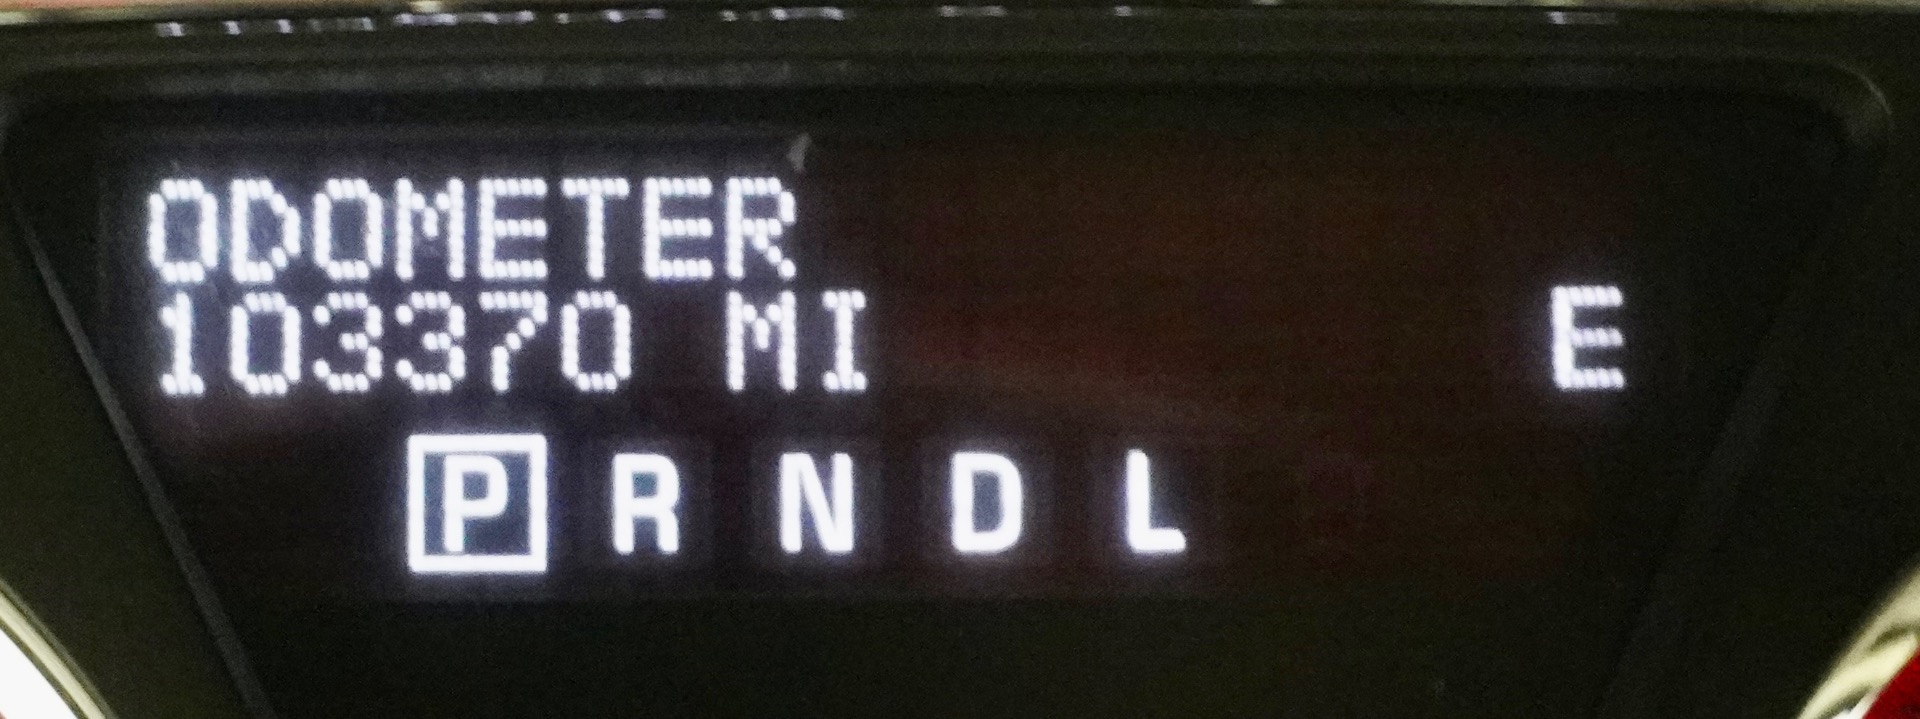 ODOMETER
103370 MI E
P R N D L